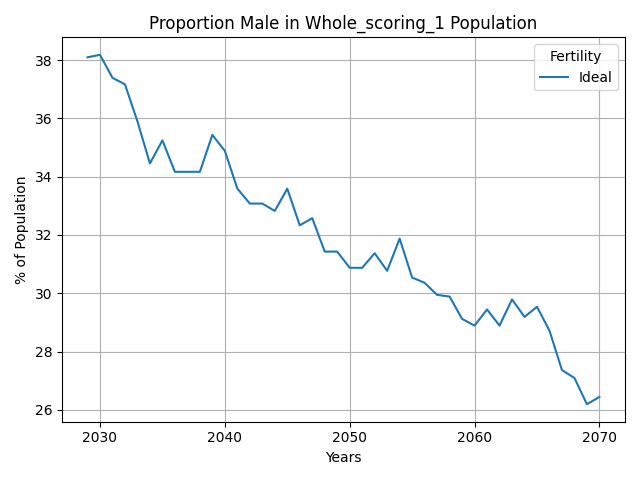 Proportion Male in Whole_scoring_1 Population
Fertility
Ideal
38
36
34
32
30
28
26
% of Population
2030 2040 2050 2060 2070
Years